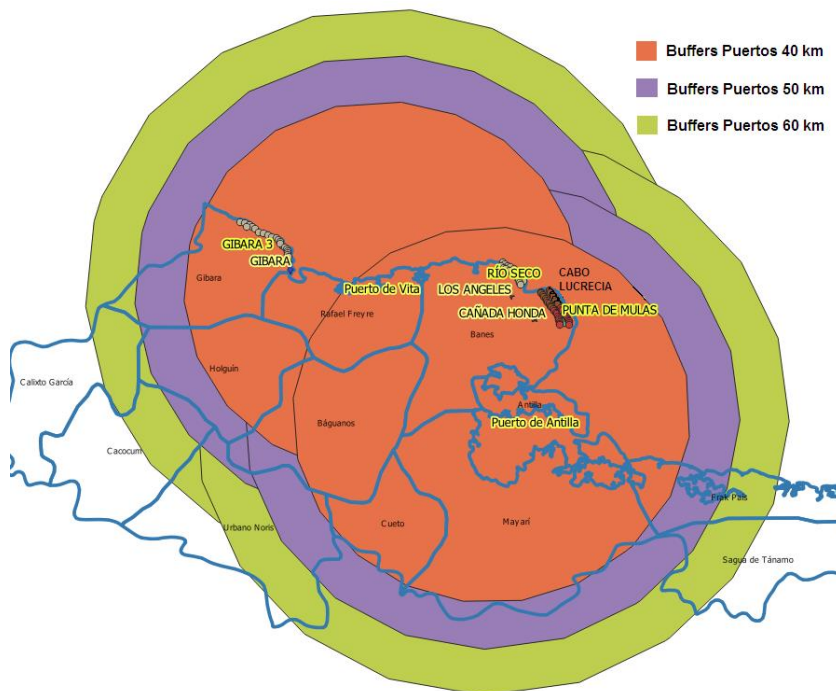 Buffers Puertos 40 km
Buffers Puertos 50 km
Buffers Puertos 60 km
GIBARA 3
GIBARA
Gibara
Puerto de Vita
RÍO SECO
CABO
LUCRECIA
LOS ANGELES
CAÑADA HONDA
PUNTA DE MULAS
Rafael Freyre
Banes
Holguín
Calixto García
Antilla
Puerto de Antilla
Báguanos
Cacocum
Urbano Noris
Cueto
Mayarí
Frak País
Sagua de Tánamo